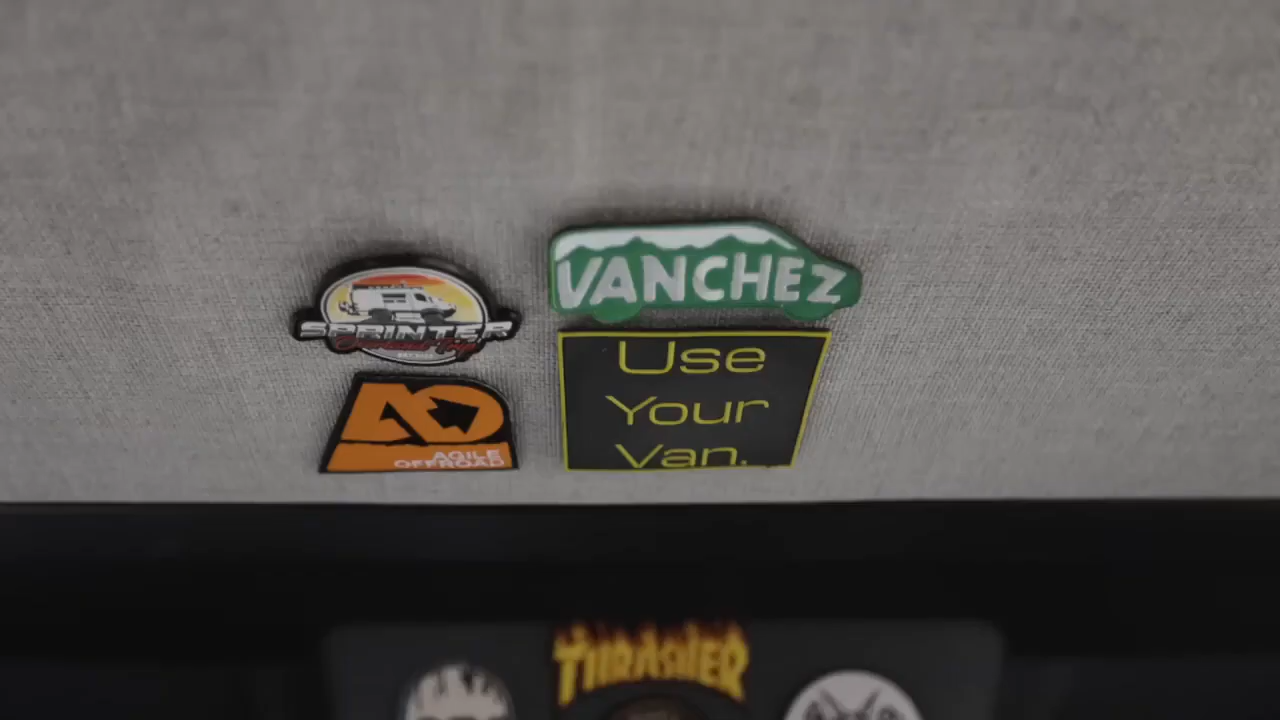 VANCHEZ
SPRINTER
Use
Your
Van.
AGILE
OFFROAD
THRASHER